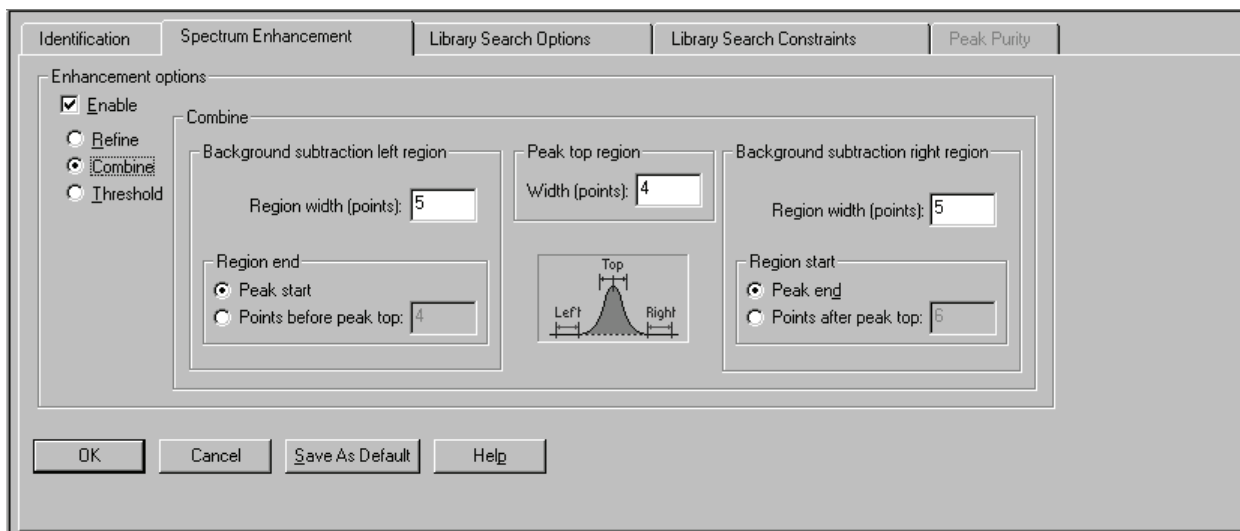 Identification
Spectrum Enhancement
Library Search Options
Library Search Constraints
Peak Purity
Enhancement options
Enable
Refine
Combine
Threshold
Combine
Background subtraction left region
Region width (points): 5
Region end
Peak start
Points before peak top: 4
Peak top region
Width (points): 4
Top
Left
Right
Background subtraction right region
Region width (points): 5
Region start
Peak end
Points after peak top: 6
OK
Cancel
Save As Default
Help